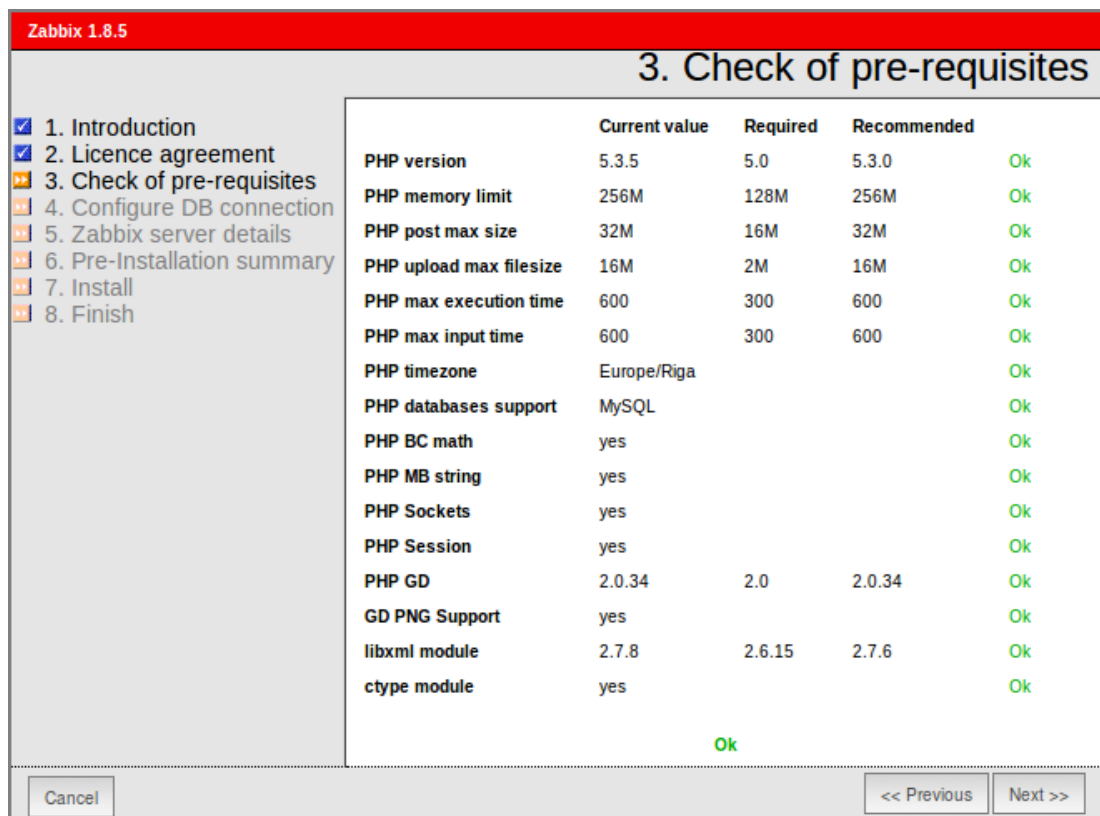 Zabbix 1.8.5
3. Check of pre-requisites
1. Introduction
2. Licence agreement
3. Check of pre-requisites
4. Configure DB connection
5. Zabbix server details
6. Pre-Installation summary
7. Install
8. Finish
Current value Required Recommended
PHP version 5.3.5 5.0 5.3.0 Ok
PHP memory limit 256M 128M 256M Ok
PHP post max size 32M 16M 32M Ok
PHP upload max filesize 16M 2M 16M Ok
PHP max execution time 600 300 600 Ok
PHP max input time 600 300 600 Ok
PHP timezone Europe/Riga Ok
PHP databases support MySQL Ok
PHP BC math yes Ok
PHP MB string yes Ok
PHP Sockets yes Ok
PHP Session yes Ok
PHP GD 2.0.34 2.0 2.0.34 Ok
GD PNG Support yes Ok
libxml module 2.7.8 2.6.15 2.7.6 Ok
ctype module yes Ok
Ok
Cancel << Previous Next >>